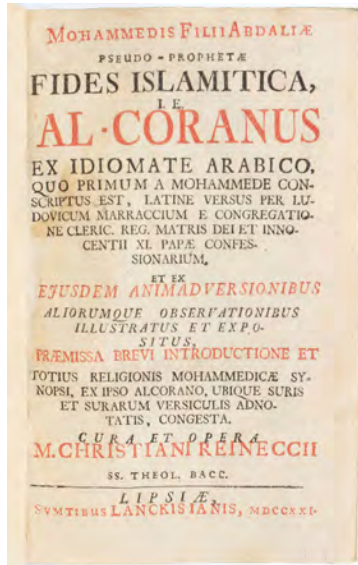 MOHAMMEDIS FILII ABDALLÆ
PSEUDO-PROPHETÆ
FIDES ISLAMITICA,
I. E.
AL-CORANUS
EX IDIOMATE ARABICO,
QUO PRIMUM A MOHAMMEDE CON-
SCRIPTUS EST, LATINE VERSUS PER LU-
DOVICUM MARRACCIUM E CONGREGATIO-
NE CLERIC. REG. MATRIS DEI ET INNO-
CENTII XI. PAPÆ CONFES-
SIONARIUM,
ET EX
EJUSDEM ANIMADVERSIONIBUS
ALIORUMQUE OBSERVATIONIBUS
ILLUSTRATUS ET EXPO-
SITUS,
PRÆMISSA BREVI INTRODUCTIONE ET
TOTIUS RELIGIONIS MOHAMMEDICÆ SY-
NOPSI, EX IPSO ALCORANO, UBIQUE SURIS
ET SURARUM VERSICULIS ADNO-
TATIS, CONGESTA.
CURA ET OPERA
M. CHRISTIANI REINECCII
SS. THEOL. BACC.
LIPSIÆ,
SVMTIBUS LANCKISIANIS, MDCCXXI.